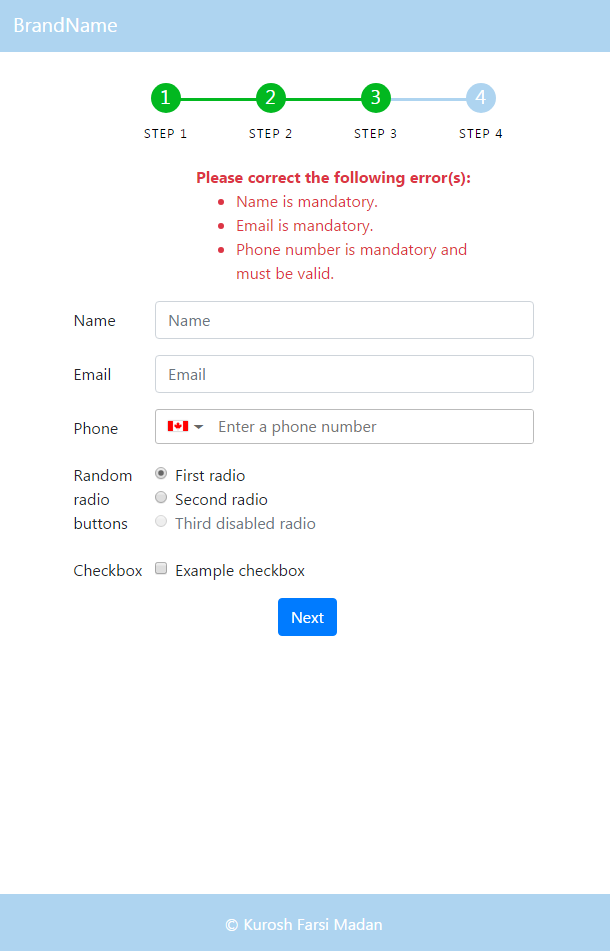 BrandName
1 2 3 4
STEP 1 STEP 2 STEP 3 STEP 4
Please correct the following error(s):
Name is mandatory.
Email is mandatory.
Phone number is mandatory and
must be valid.
Name Name
Email Email
Phone Enter a phone number
Random First radio
radio Second radio
buttons Third disabled radio
Checkbox Example checkbox
Next
© Kurosh Farsi Madan